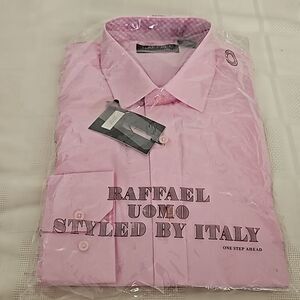 RAFFAEL
UOMO
STYLED BY ITALY
ONE STEP AHEAD